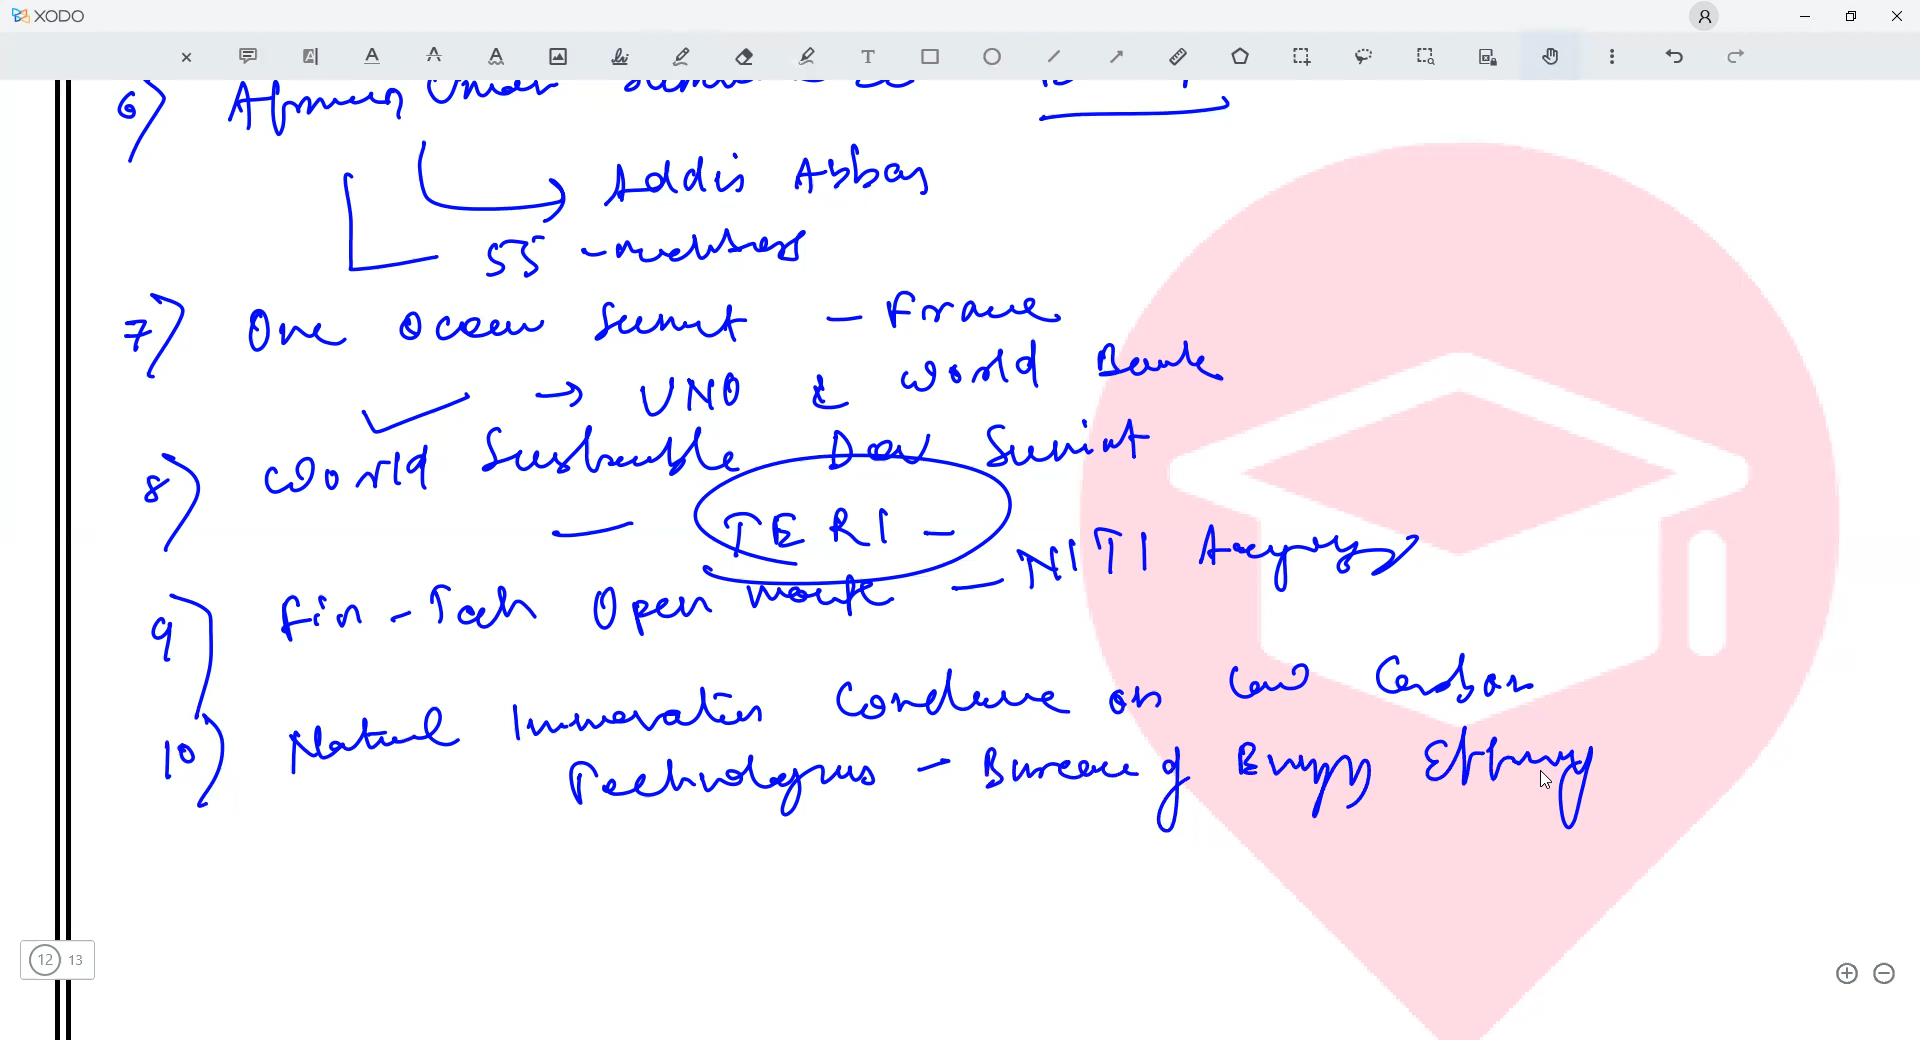 XODO
6) African Union Summit
Addis Abbas
55 - members
7) One Ocean Summit - France
→ UNO & World Bank
8) World Sustainable Dev Summit
- TERI -
9) Fin-Tech Open month - NITI Aayog
10) National Innovation Conclave on Low Carbon
Technologies - Bureau of Energy Efficiency
12 13